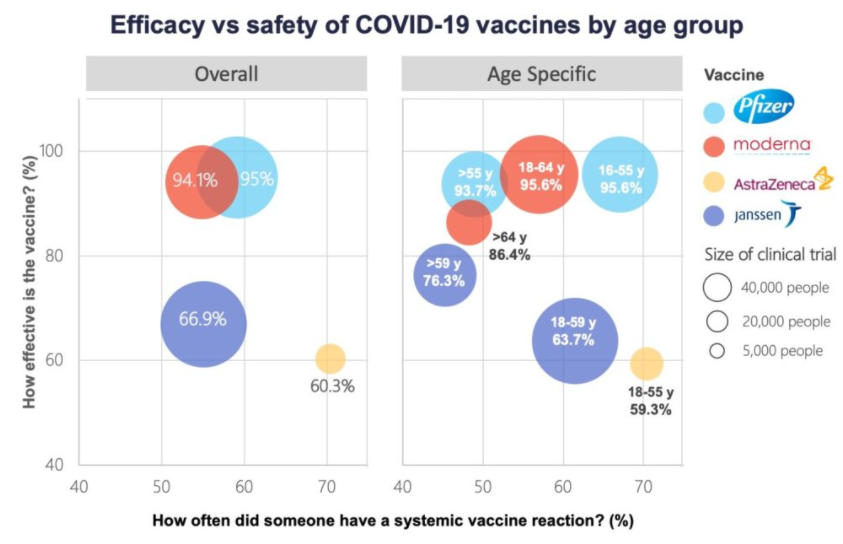 Efficacy vs safety of COVID-19 vaccines by age group
Overall
Age Specific
Vaccine
Pfizer
moderna
AstraZeneca
janssen
Size of clinical trial
40,000 people
20,000 people
5,000 people
How effective is the vaccine? (%)
100
80
60
40
94.1%
95%
66.9%
60.3%
40 50 60 70
>55 y
93.7%
18-64 y
95.6%
16-55 y
95.6%
>64 y
86.4%
>59 y
76.3%
18-59 y
63.7%
18-55 y
59.3%
40 50 60 70
How often did someone have a systemic vaccine reaction? (%)